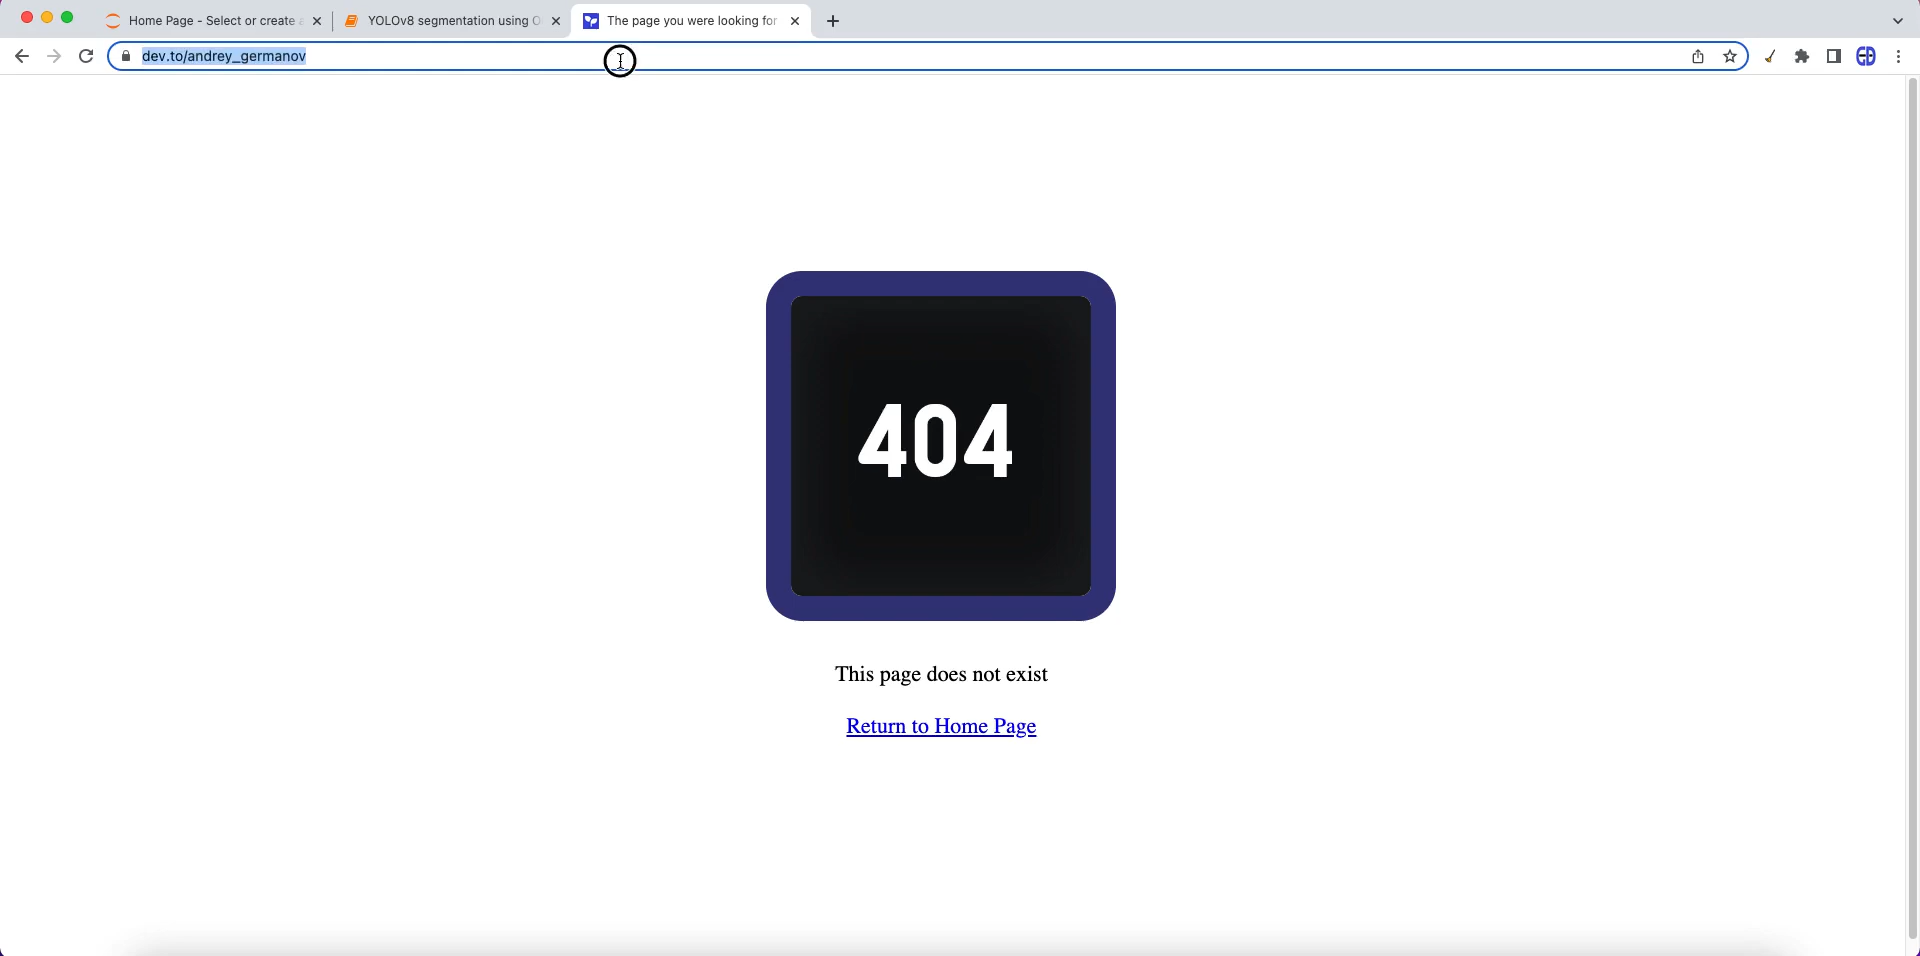 Home Page - Select or create a
YOLOv8 segmentation using O
The page you were looking for
dev.to/andrey_germanov
404
This page does not exist
Return to Home Page